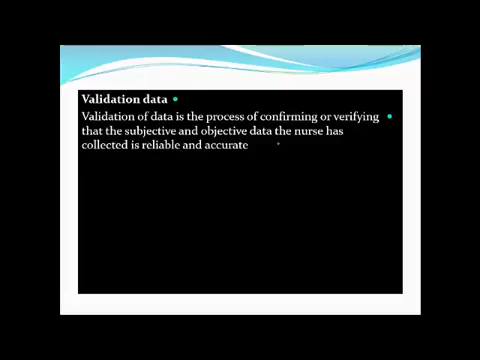 Validation data
Validation of data is the process of confirming or verifying
that the subjective and objective data the nurse has
collected is reliable and accurate